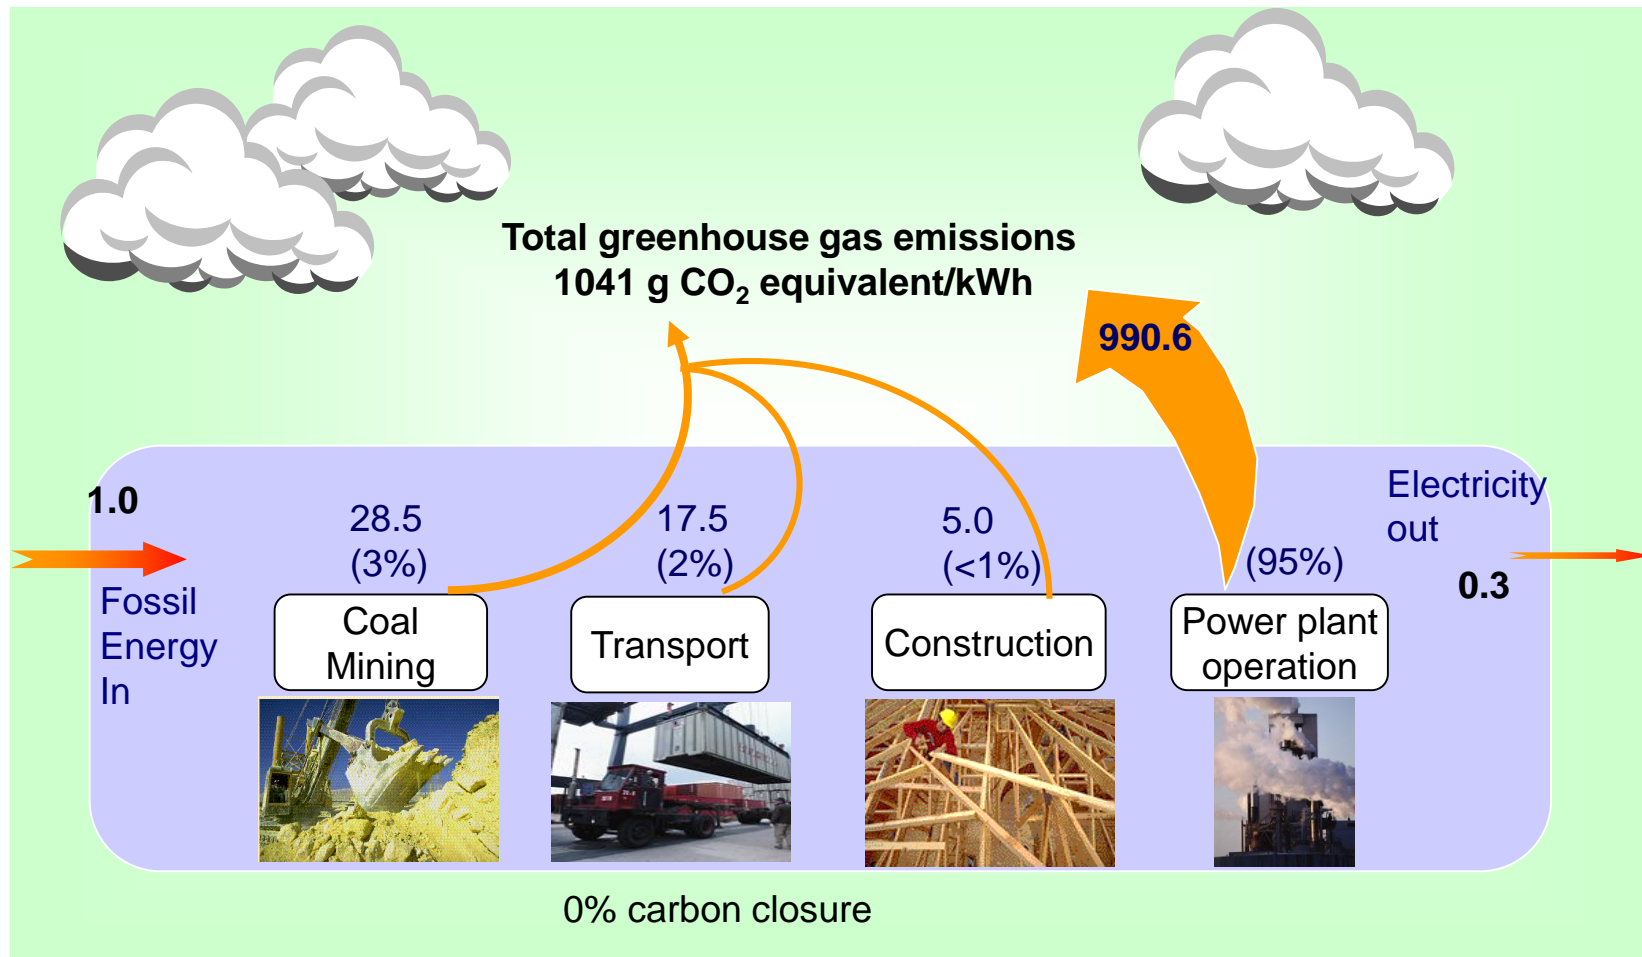 Total greenhouse gas emissions
1041 g CO₂ equivalent/kWh
990.6
1.0
Fossil
Energy
In
28.5
(3%)
Coal
Mining
17.5
(2%)
Transport
5.0
(<1%)
Construction
(95%)
Power plant
operation
Electricity
out
0.3
0% carbon closure